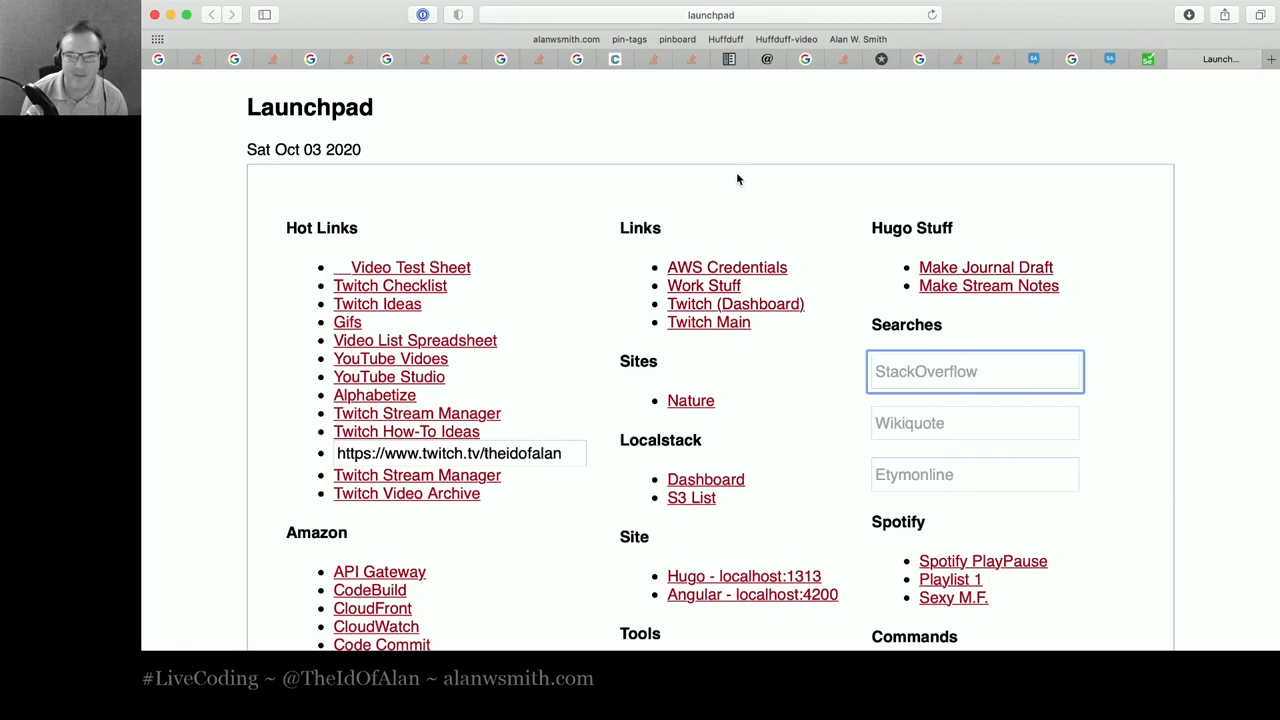 launchpad
alanwsmith.com pin-tags pinboard Huffduff Huffduff-video Alan W. Smith
Launch...
Launchpad
Sat Oct 03 2020
Hot Links
Video Test Sheet
Twitch Checklist
Twitch Ideas
Gifs
Video List Spreadsheet
YouTube Vidoes
YouTube Studio
Alphabetize
Twitch Stream Manager
Twitch How-To Ideas
https://www.twitch.tv/theidofalan
Twitch Stream Manager
Twitch Video Archive
Amazon
API Gateway
CodeBuild
CloudFront
CloudWatch
Code Commit
Links
AWS Credentials
Work Stuff
Twitch (Dashboard)
Twitch Main
Sites
Nature
Localstack
Dashboard
S3 List
Site
Hugo - localhost:1313
Angular - localhost:4200
Tools
Hugo Stuff
Make Journal Draft
Make Stream Notes
Searches
StackOverflow
Wikiquote
Etymonline
Spotify
Spotify PlayPause
Playlist 1
Sexy M.F.
Commands
#LiveCoding ~ @TheIdOfAlan ~ alanwsmith.com